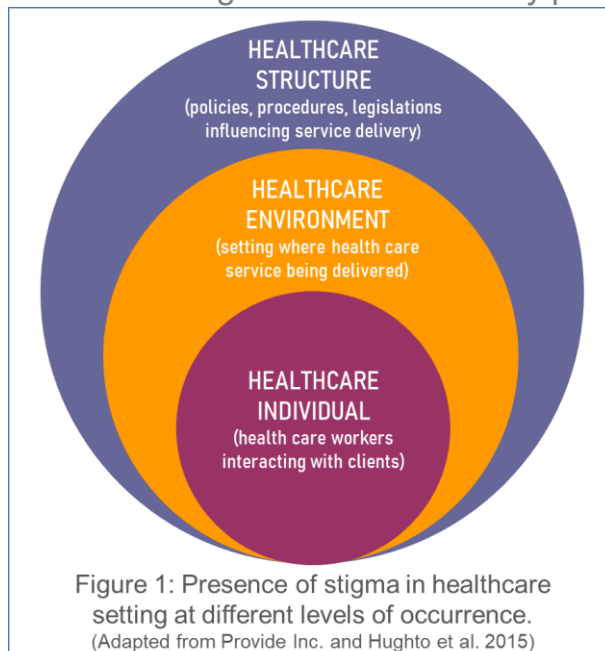 HEALTHCARE
STRUCTURE
(policies, procedures, legislations
influencing service delivery)
HEALTHCARE
ENVIRONMENT
(setting where health care
service being delivered)
HEALTHCARE
INDIVIDUAL
(health care workers
interacting with clients)
Figure 1: Presence of stigma in healthcare
setting at different levels of occurrence.
(Adapted from Provide Inc. and Hughto et al. 2015)